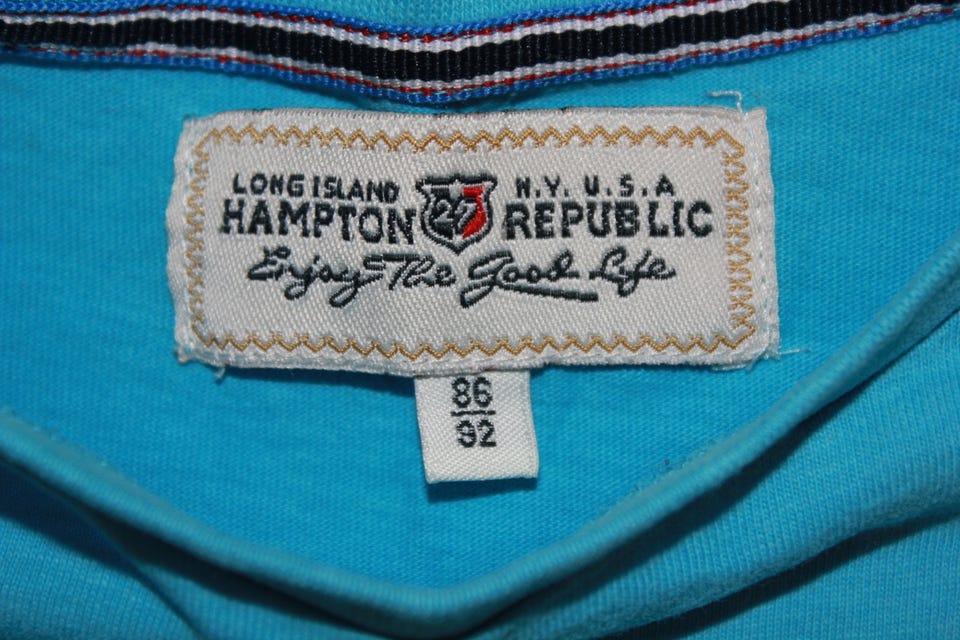 LONG ISLAND N.Y. U.S.A
HAMPTON 27 REPUBLIC
Enjoy The Good Life
86
92